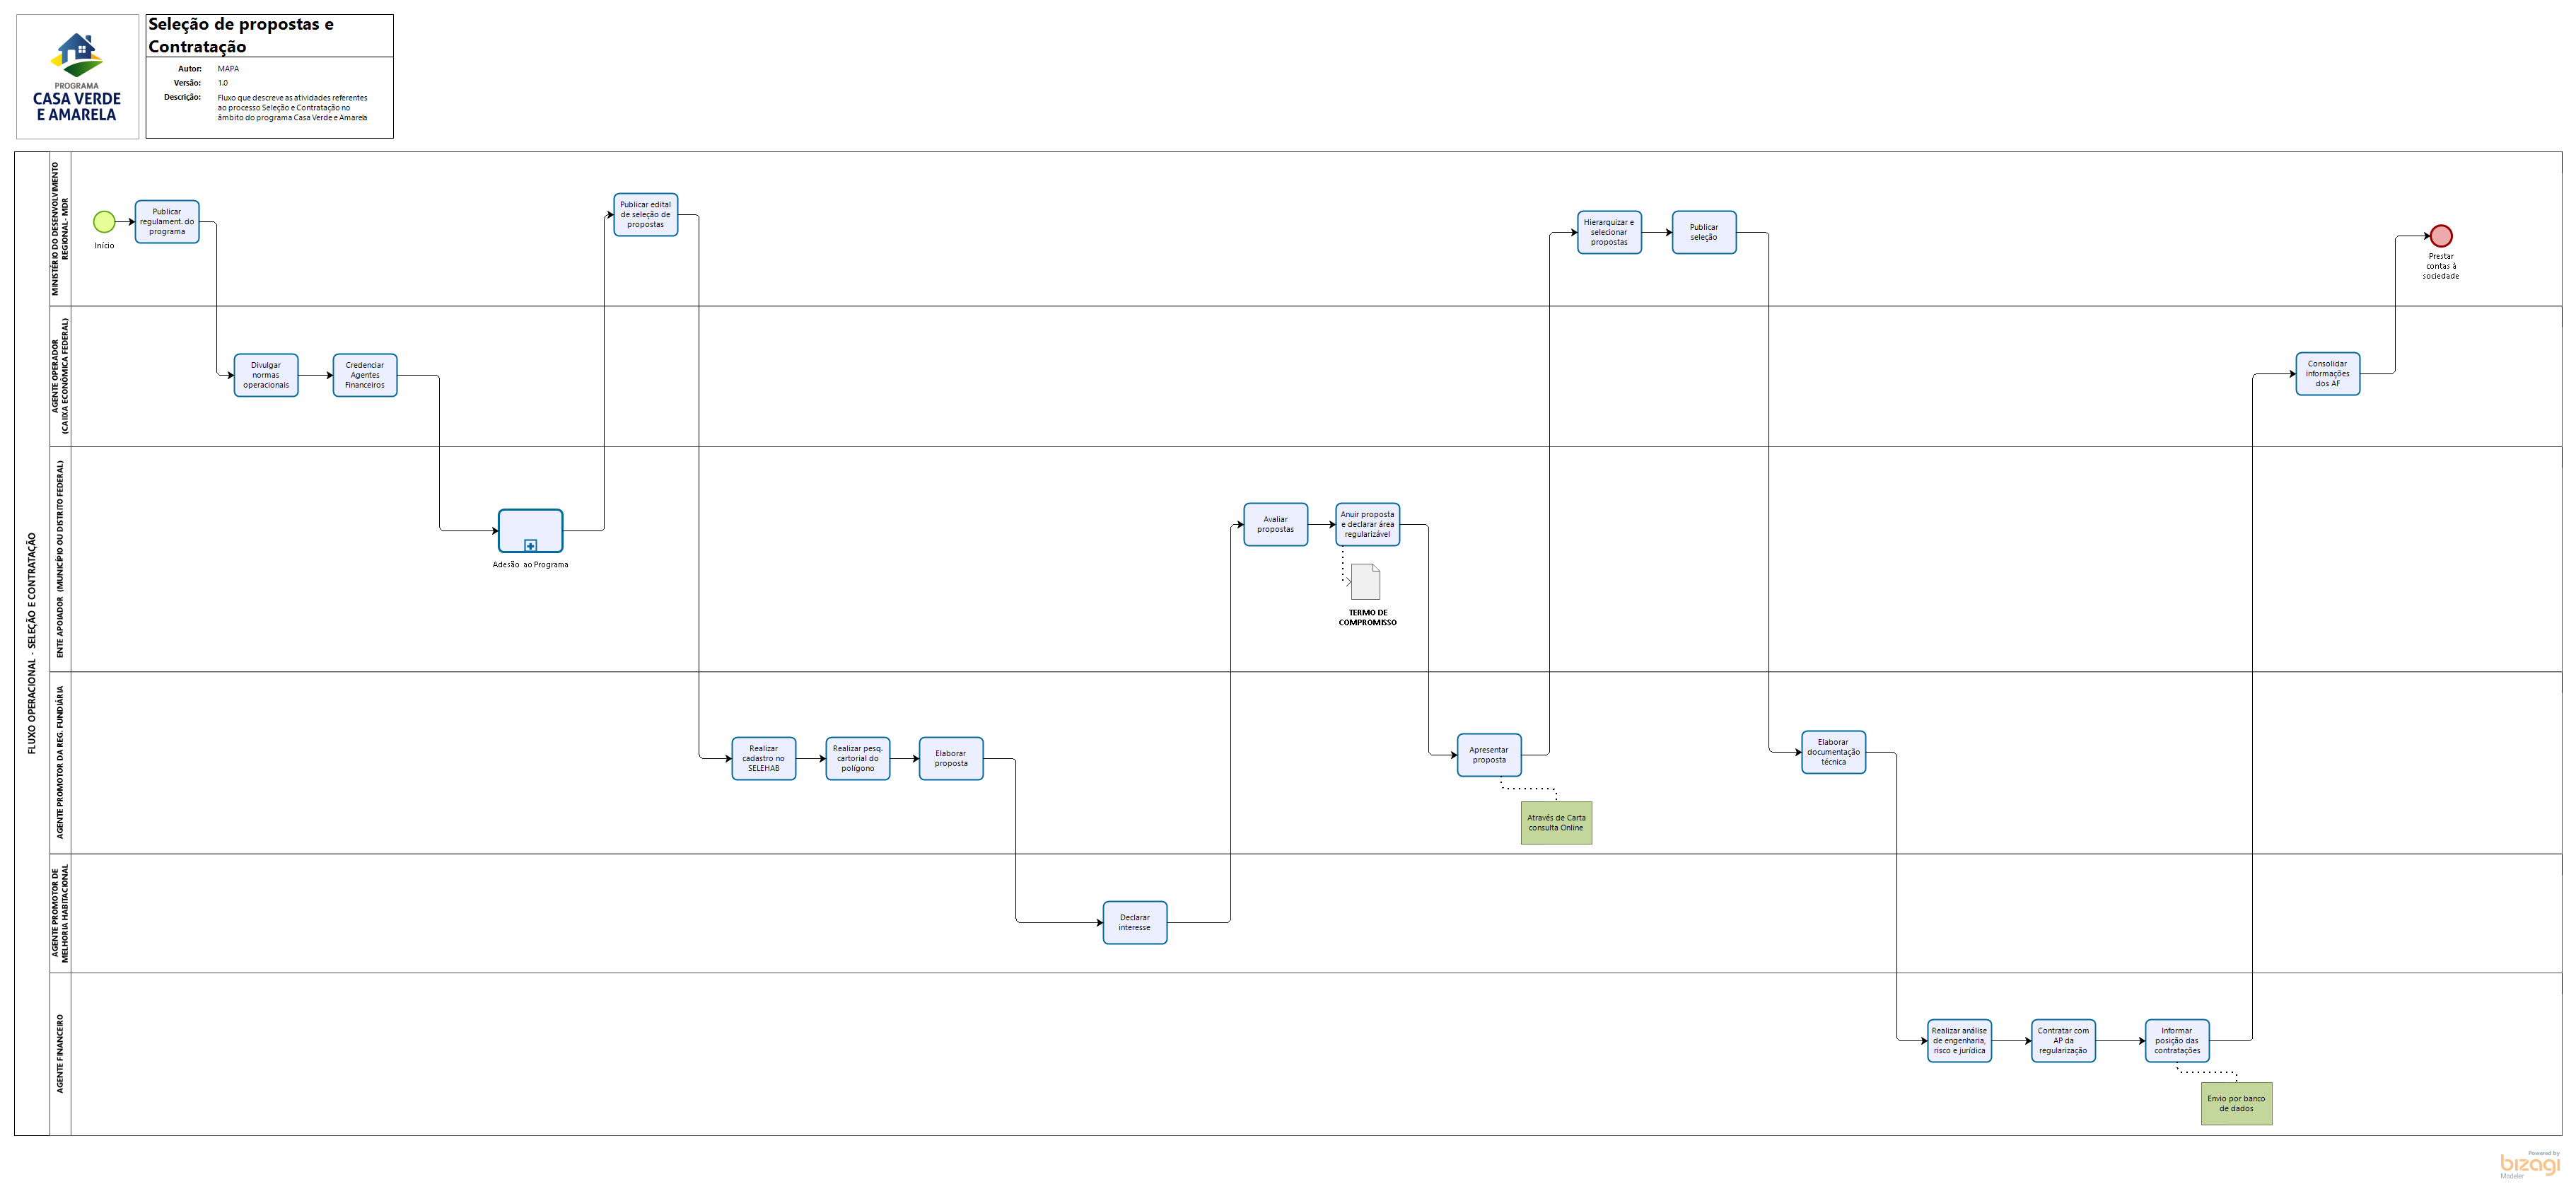 PROGRAMA
CASA VERDE
E AMARELA
Seleção de propostas e
Contratação
Autor: MAPA
Versão: 1.0
Descrição: Fluxo que descreve as atividades referentes
ao processo Seleção e Contratação no
âmbito do programa Casa Verde e Amarela
FLUXO OPERACIONAL - SELEÇÃO E CONTRATAÇÃO
MINISTÉRIO DO DESENVOLVIMENTO
REGIONAL- MDR
Início
Publicar
regulament. do
programa
Publicar edital
de seleção de
propostas
Hierarquizar e
selecionar
propostas
Publicar
seleção
Prestar
contas à
sociedade
AGENTE OPERADOR
(CAIXA ECONÔMICA FEDERAL)
Divulgar
normas
operacionais
Credenciar
Agentes
Financeiros
Consolidar
informações
dos AF
ENTE APOIADOR (MUNICÍPIO OU DISTRITO FEDERAL)
Adesão ao Programa
Avaliar
propostas
Anuir proposta
e declarar área
regularizável
TERMO DE
COMPROMISSO
AGENTE PROMOTOR DA REG. FUNDIÁRIA
Realizar
cadastro no
SELEHAB
Realizar pesq.
cartorial do
polígono
Elaborar
proposta
Apresentar
proposta
Através de Carta
consulta Online
Elaborar
documentação
técnica
AGENTE PROMOTOR DE
MELHORIA HABITACIONAL
Declarar
interesse
AGENTE FINANCEIRO
Realizar análise
de engenharia,
risco e jurídica
Contratar com
AP da
regularização
Informar
posição das
contratações
Envio por banco
de dados
Powered by
bizagi
Modeler